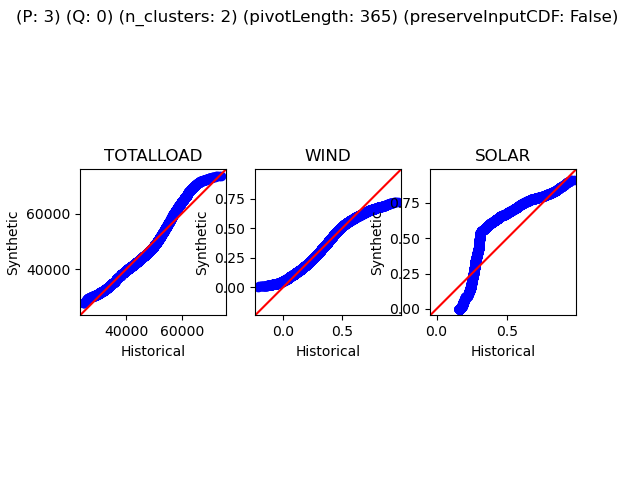 (P: 3) (Q: 0) (n_clusters: 2) (pivotLength: 365) (preserveInputCDF: False)
TOTALLOAD
Synthetic
60000
40000
40000 60000
Historical
WIND
Synthetic
0.75
0.50
0.25
0.00
0.0 0.5
Historical
SOLAR
Synthetic
0.75
0.50
0.25
0.00
0.0 0.5
Historical